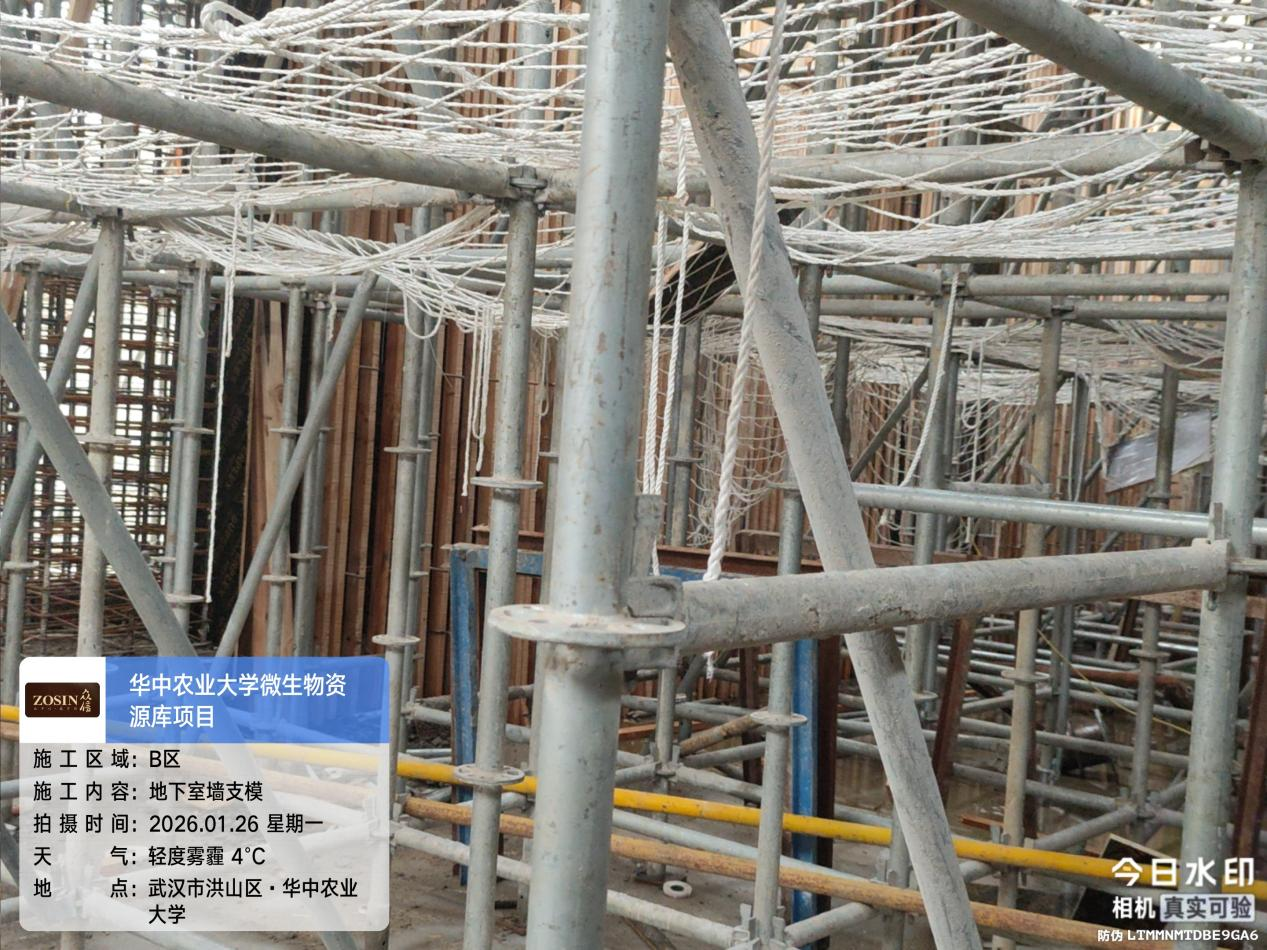 ZOSIN 众信
华中农业大学微生物资
源库项目
施工区域：B区
施工内容：地下室墙支模
拍摄时间：2026.01.26 星期一
天气：轻度雾霾 4℃
地点：武汉市洪山区·华中农业
大学
今日水印
相机 真实可验
防伪 LTMMNMTDBE9GA6